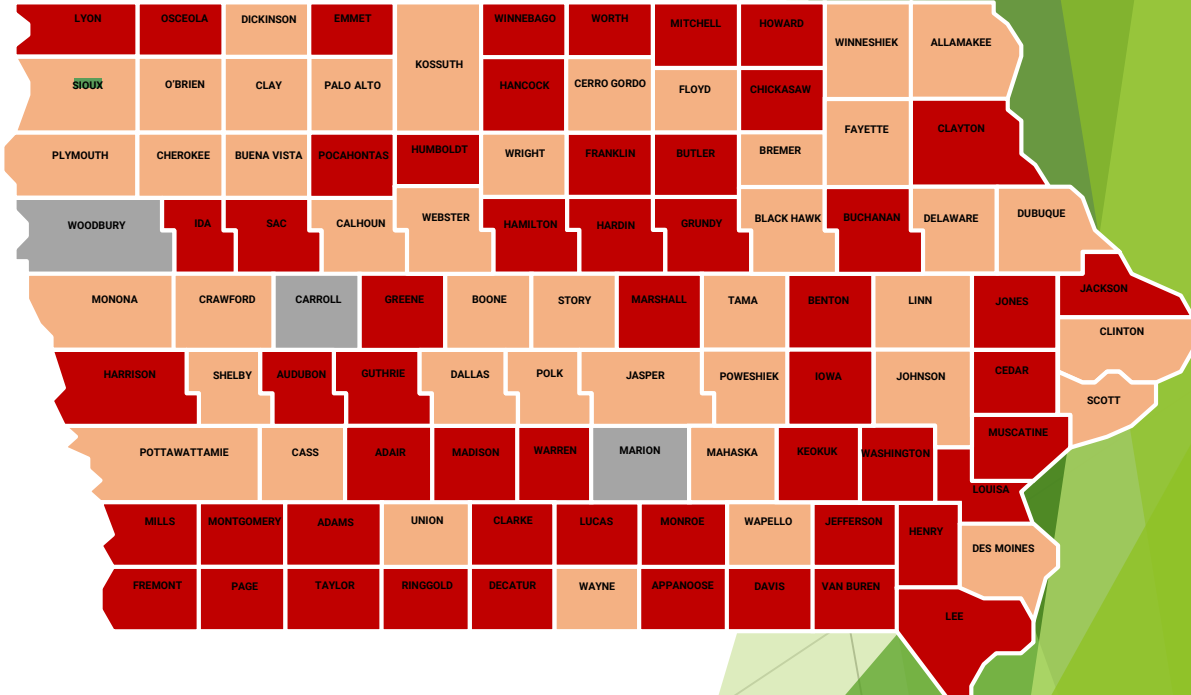 LYON
OSCEOLA
DICKINSON
EMMET
KOSSUTH
WINNEBAGO
WORTH
MITCHELL
HOWARD
WINNESHIEK
ALLAMAKEE
SIOUX
O'BRIEN
CLAY
PALO ALTO
HANCOCK
CERRO GORDO
FLOYD
CHICKASAW
PLYMOUTH
CHEROKEE
BUENA VISTA
POCAHONTAS
HUMBOLDT
WRIGHT
FRANKLIN
BUTLER
BREMER
FAYETTE
CLAYTON
WOODBURY
IDA
SAC
CALHOUN
WEBSTER
HAMILTON
HARDIN
GRUNDY
BLACK HAWK
BUCHANAN
DELAWARE
DUBUQUE
MONONA
CRAWFORD
CARROLL
GREENE
BOONE
STORY
MARSHALL
TAMA
BENTON
LINN
JONES
JACKSON
CLINTON
HARRISON
SHELBY
AUDUBON
GUTHRIE
DALLAS
POLK
JASPER
POWESHIEK
IOWA
JOHNSON
CEDAR
SCOTT
POTTAWATTAMIE
CASS
ADAIR
MADISON
WARREN
MARION
MAHASKA
KEOKUK
WASHINGTON
MUSCATINE
LOUISA
MILLS
MONTGOMERY
ADAMS
UNION
CLARKE
LUCAS
MONROE
WAPELLO
JEFFERSON
HENRY
DES MOINES
FREMONT
PAGE
TAYLOR
RINGGOLD
DECATUR
WAYNE
APPANOOSE
DAVIS
VAN BUREN
LEE